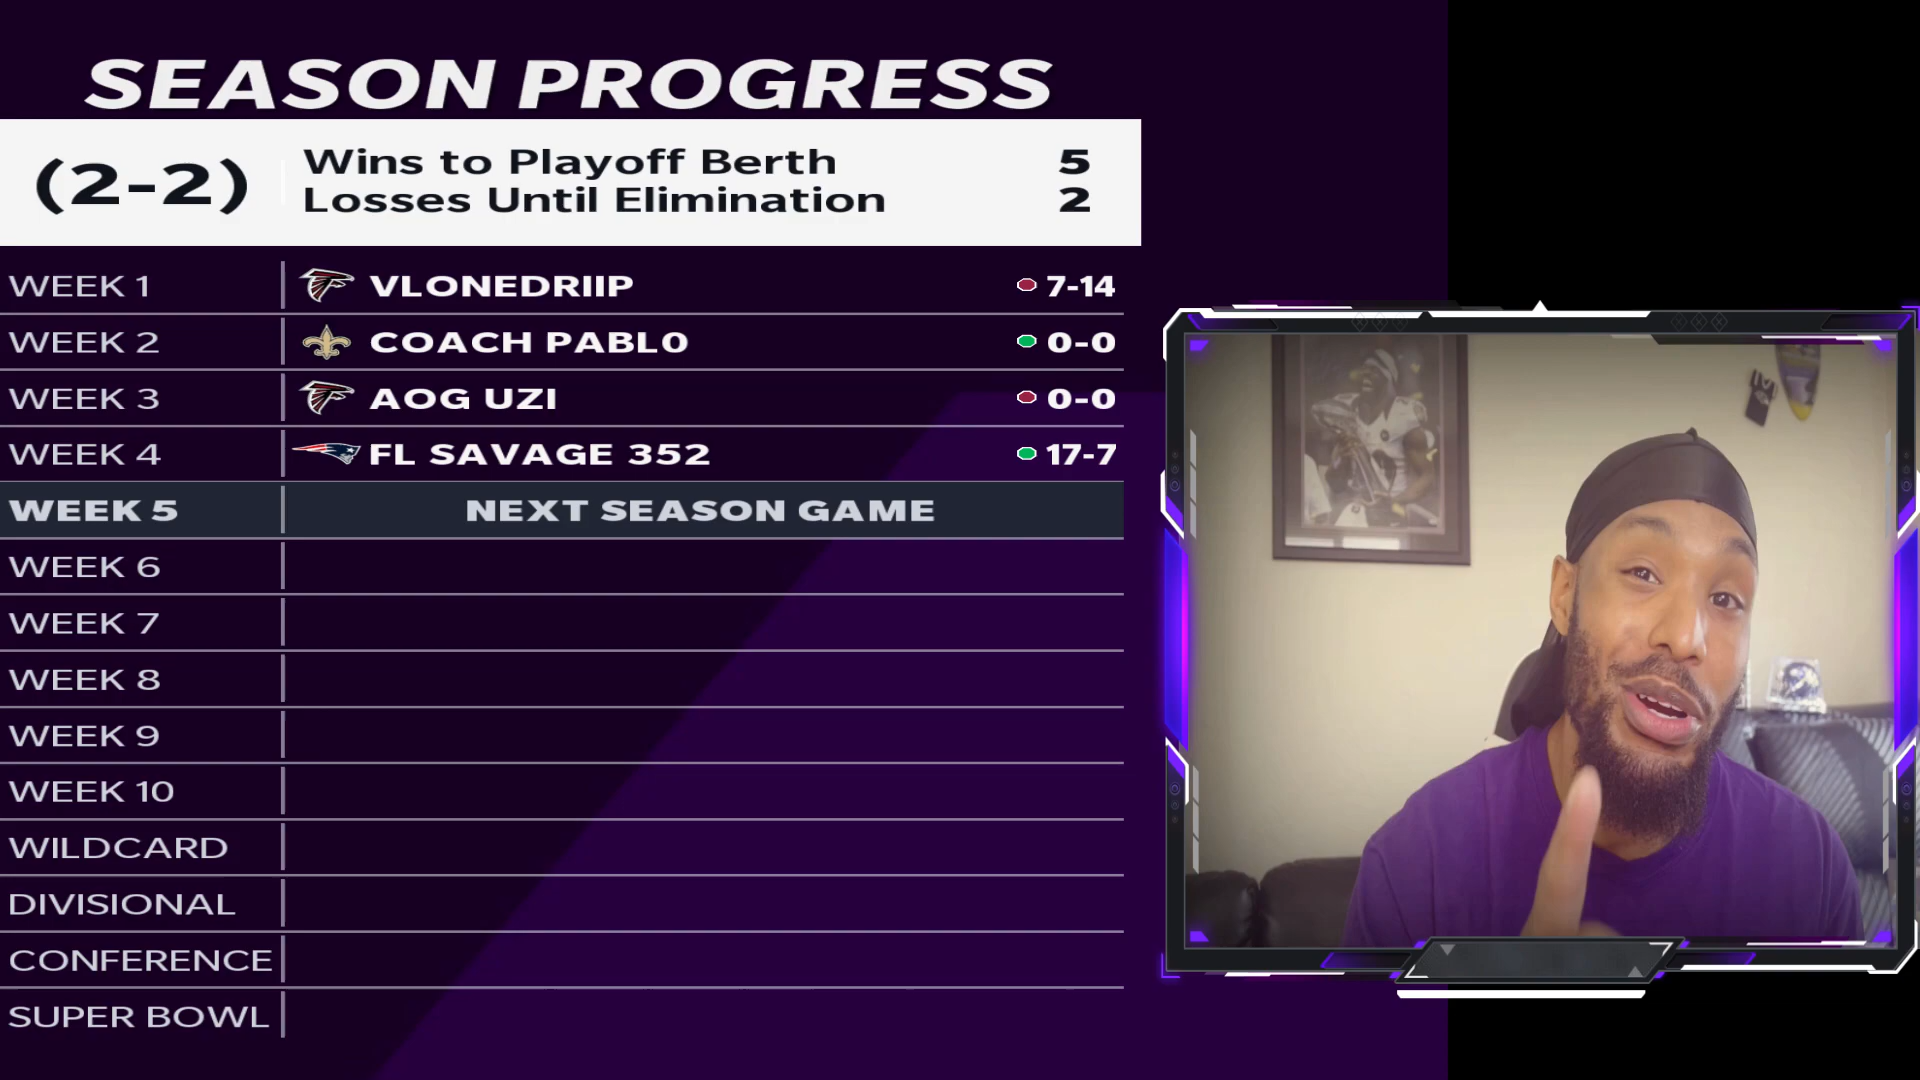 SEASON PROGRESS
(2-2)
Wins to Playoff Berth 5
Losses Until Elimination 2
WEEK 1 VLONEDRIIP 7-14
WEEK 2 COACH PABL0 0-0
WEEK 3 AOG UZI 0-0
WEEK 4 FL SAVAGE 352 17-7
WEEK 5 NEXT SEASON GAME
WEEK 6
WEEK 7
WEEK 8
WEEK 9
WEEK 10
WILDCARD
DIVISIONAL
CONFERENCE
SUPER BOWL